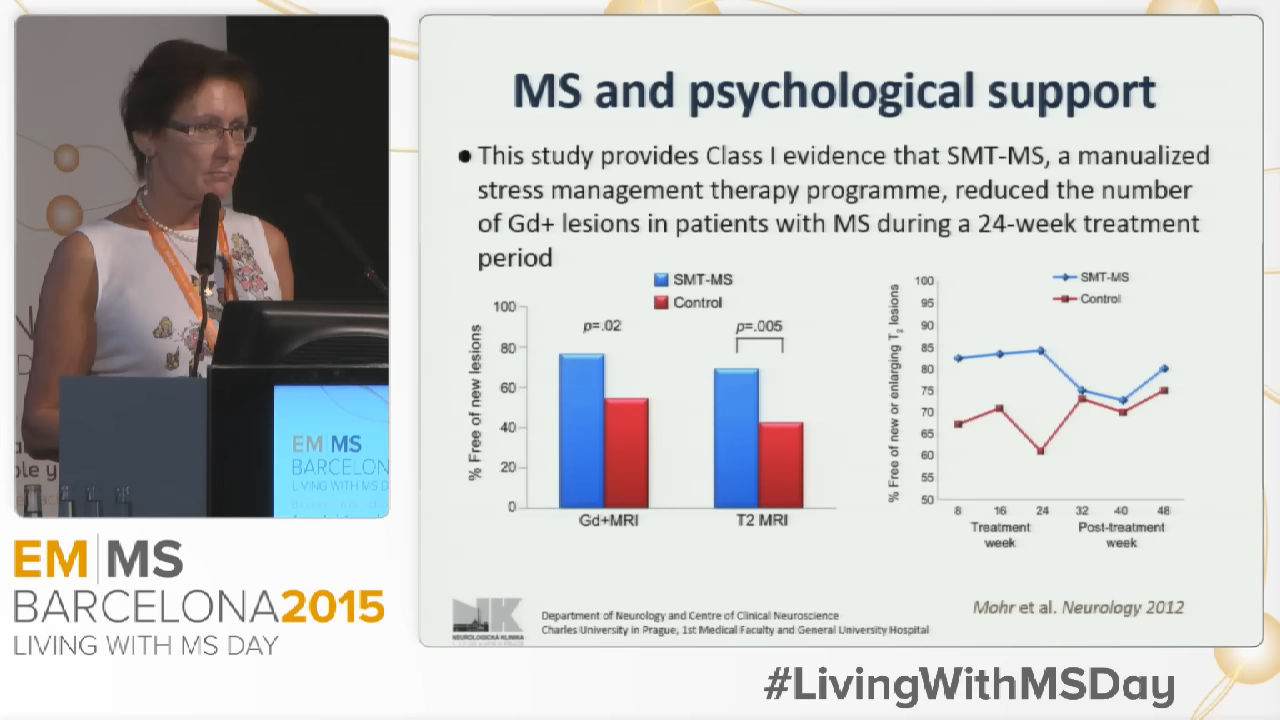 MS and psychological support
● This study provides Class I evidence that SMT-MS, a manualized
stress management therapy programme, reduced the number
of Gd+ lesions in patients with MS during a 24-week treatment
period
SMT-MS
Control
% Free of new lesions
100
80
60
40
20
0
p=.02
p=.005
Gd+MRI
T2 MRI
SMT-MS
Control
% Free of new or enlarging T2 lesions
100
95
90
85
80
75
70
65
60
55
50
8 16 24 32 40 48
Treatment
week
Post-treatment
week
Mohr et al. Neurology 2012
NK
NEUROLOGICKÁ KLINIKA
Department of Neurology and Centre of Clinical Neuroscience
Charles University in Prague, 1st Medical Faculty and General University Hospital
EM MS
BARCELON
LIVING WITH MS D
EM|MS
BARCELONA2015
LIVING WITH MS DAY
#LivingWithMSDay